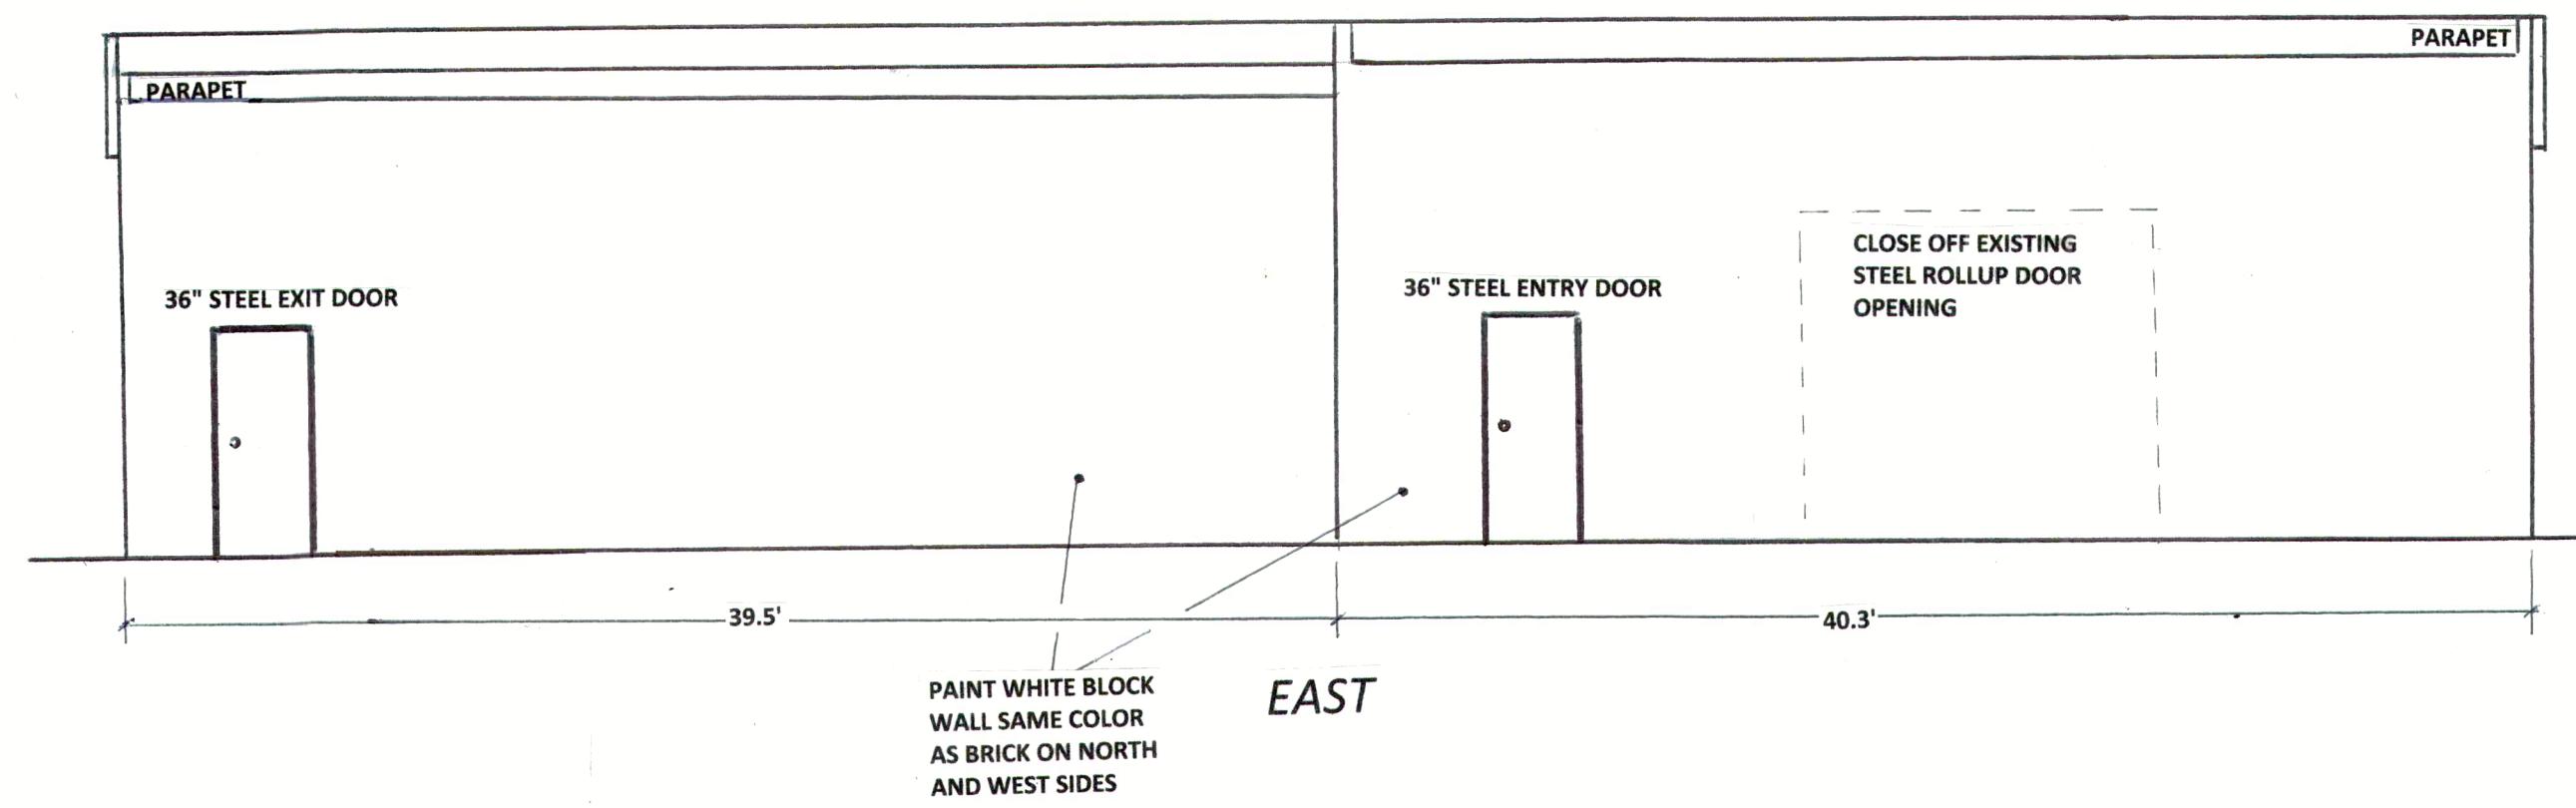 PARAPET
PARAPET
36" STEEL EXIT DOOR
36" STEEL ENTRY DOOR
CLOSE OFF EXISTING
STEEL ROLLUP DOOR
OPENING
39.5'
40.3'
PAINT WHITE BLOCK
WALL SAME COLOR
AS BRICK ON NORTH
AND WEST SIDES
EAST